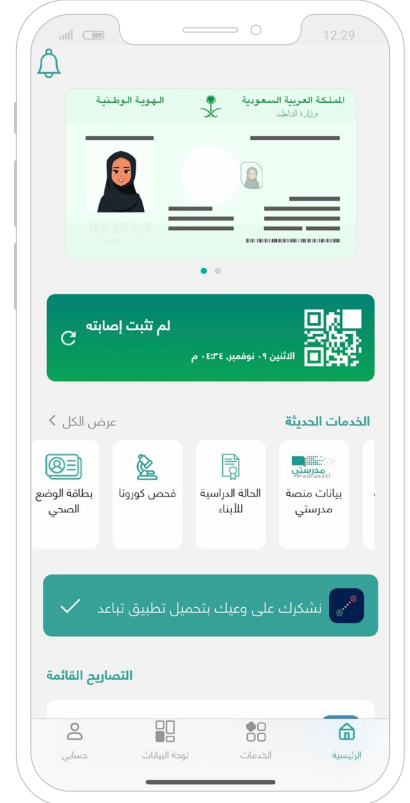 12:29
المملكة العربية السعودية
وزارة الداخلية
الهوية الوطنية
لم تثبت إصابته
الاثنين ٠٩ نوفمبر, ٠٤:٣٤ م
الخدمات الحديثة
عرض الكل
مدرستي
Madrasati
بيانات منصة
مدرستي
الحالة الدراسية
للأبناء
فحص كورونا
بطاقة الوضع
الصحي
نشكرك على وعيك بتحميل تطبيق تباعد
التصاريح القائمة
الرئيسية
الخدمات
لوحة البيانات
حسابي